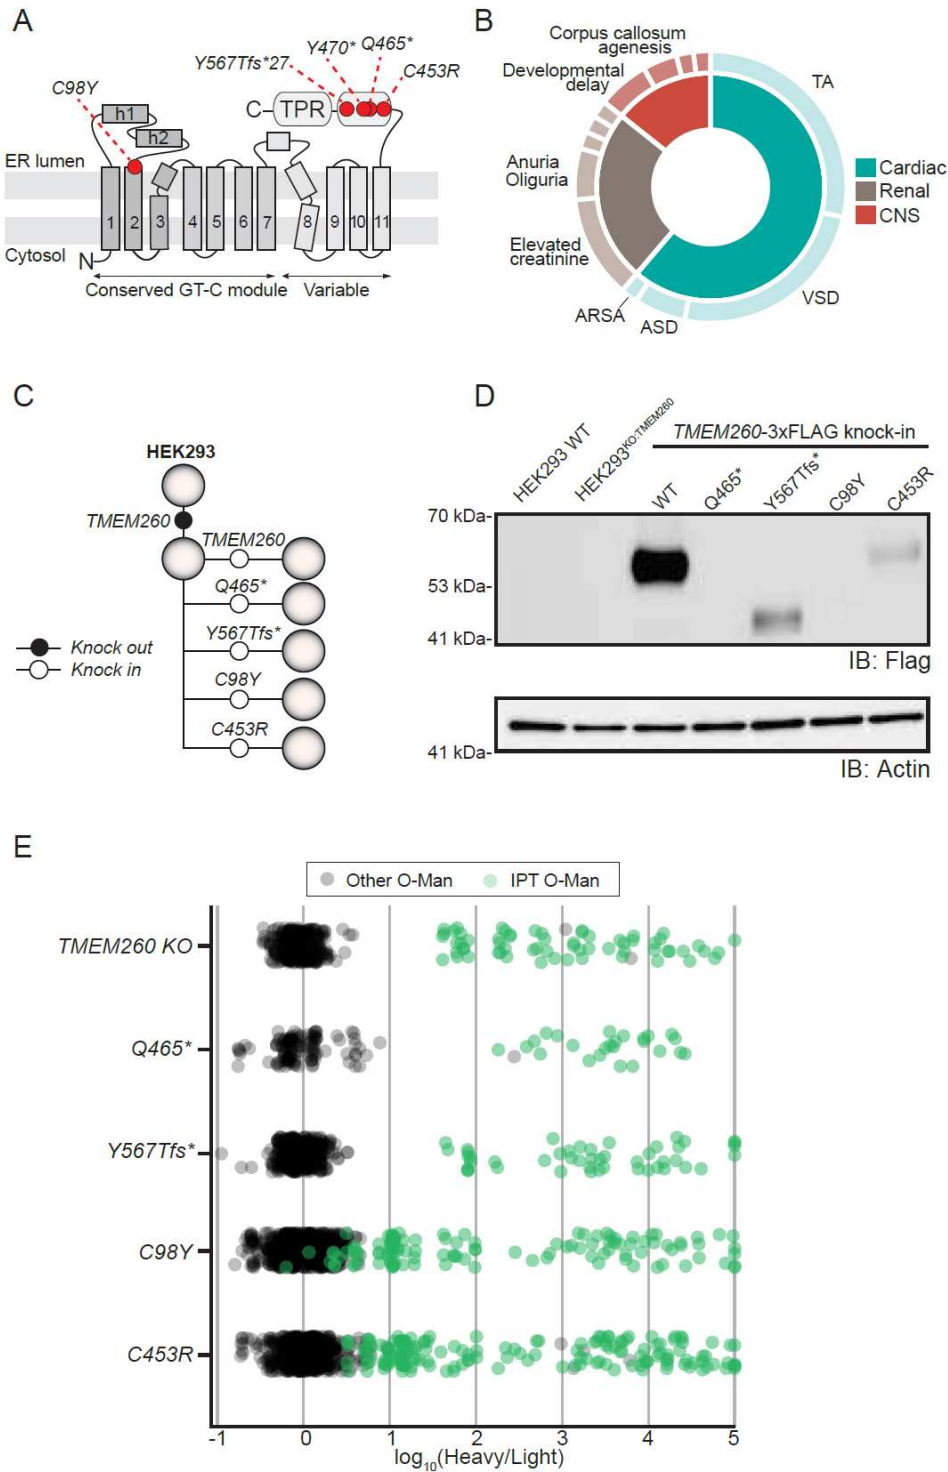 A
Y567Tfs*27
Y470*
Q465*
C453R
C98Y
h1
h2
C
TPR
ER lumen
1
2
3
4
5
6
7
8
9
10
11
Cytosol
N
Conserved GT-C module
Variable
B
Corpus callosum
agenesis
Developmental
delay
TA
Anuria
Oliguria
Elevated
creatinine
ARSA
ASD
VSD
Cardiac
Renal
CNS
C
HEK293
TMEM260
TMEM260
Q465*
Y567Tfs*
C98Y
C453R
Knock out
Knock in
D
HEK293 WT
HEK293KO:TMEM260
TMEM260-3xFLAG knock-in
WT
Q465*
Y567Tfs*
C98Y
C453R
70 kDa-
53 kDa-
41 kDa-
IB: Flag
41 kDa-
IB: Actin
E
Other O-Man
IPT O-Man
TMEM260 KO
Q465*
Y567Tfs*
C98Y
C453R
-1 0 1 2 3 4 5
log10(Heavy/Light)